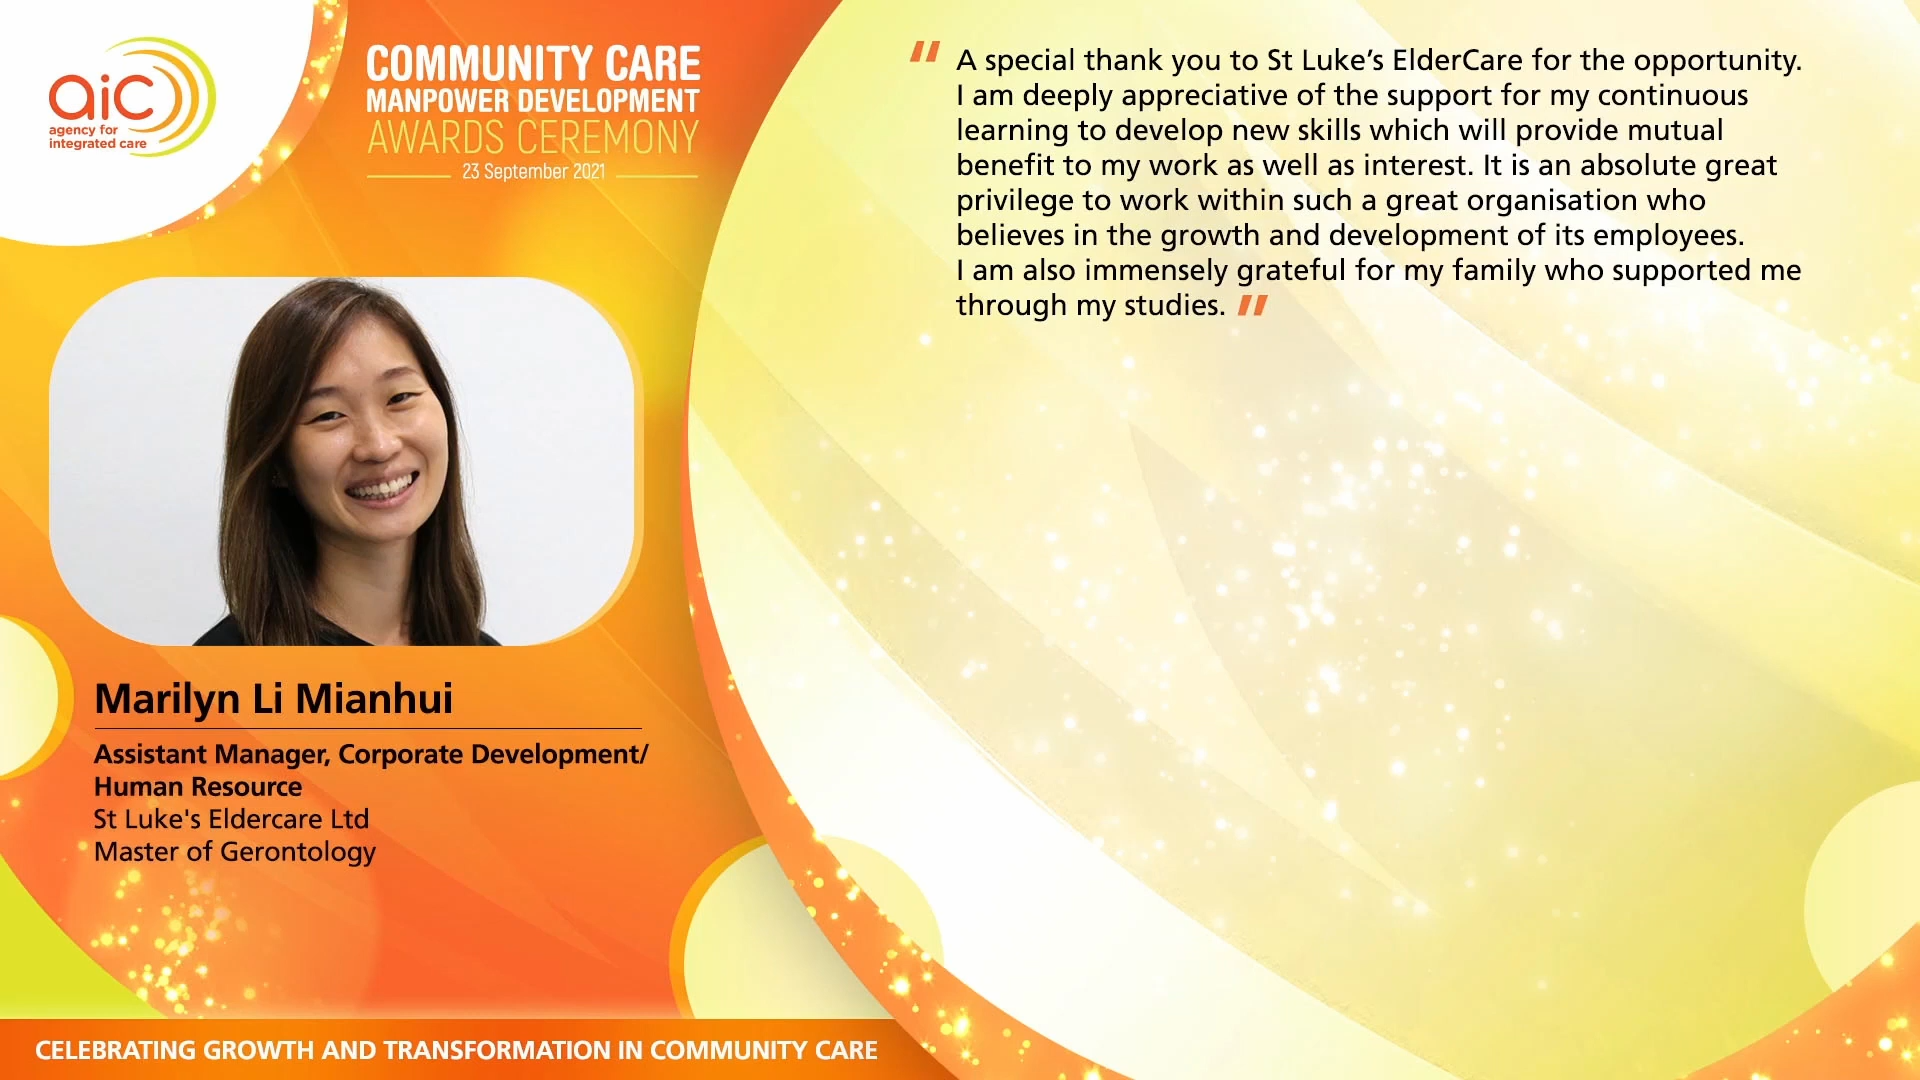 aic
agency for
integrated care
COMMUNITY CARE
MANPOWER DEVELOPMENT
AWARDS CEREMONY
23 September 2021
Marilyn Li Mianhui
Assistant Manager, Corporate Development/
Human Resource
St Luke's Eldercare Ltd
Master of Gerontology
" A special thank you to St Luke’s ElderCare for the opportunity.
I am deeply appreciative of the support for my continuous
learning to develop new skills which will provide mutual
benefit to my work as well as interest. It is an absolute great
privilege to work within such a great organisation who
believes in the growth and development of its employees.
I am also immensely grateful for my family who supported me
through my studies. "
CELEBRATING GROWTH AND TRANSFORMATION IN COMMUNITY CARE